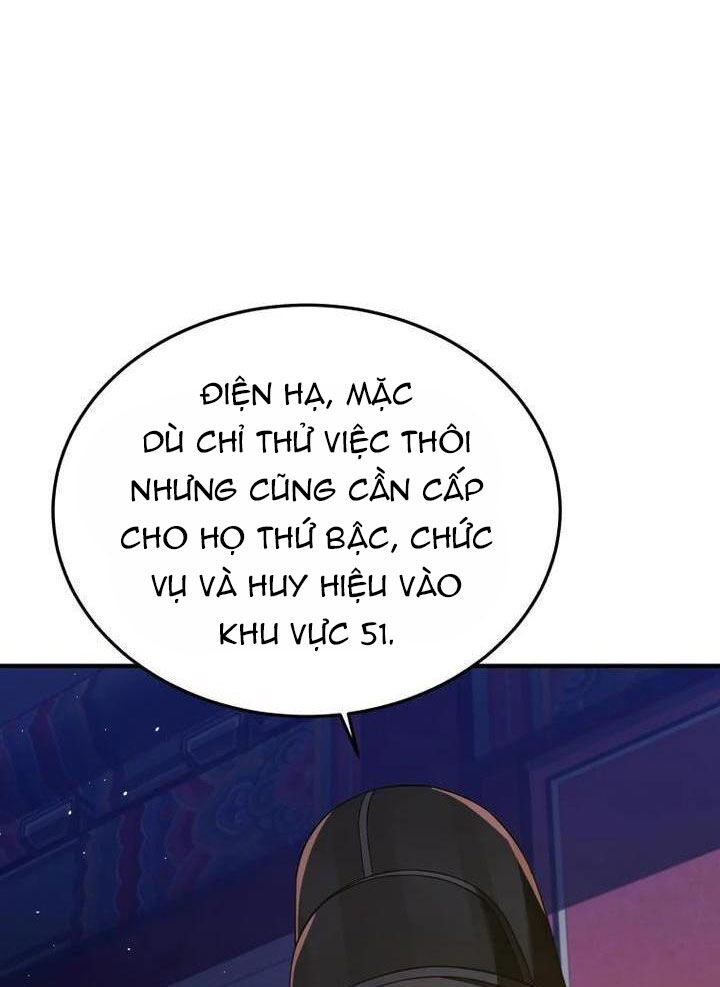 ĐIỆN HẠ, MẶC
DÙ CHỈ THỬ VIỆC THÔI
NHƯNG CŨNG CẦN CẤP
CHO HỌ THỨ BẬC, CHỨC
VỤ VÀ HUY HIỆU VÀO
KHU VỰC 51.